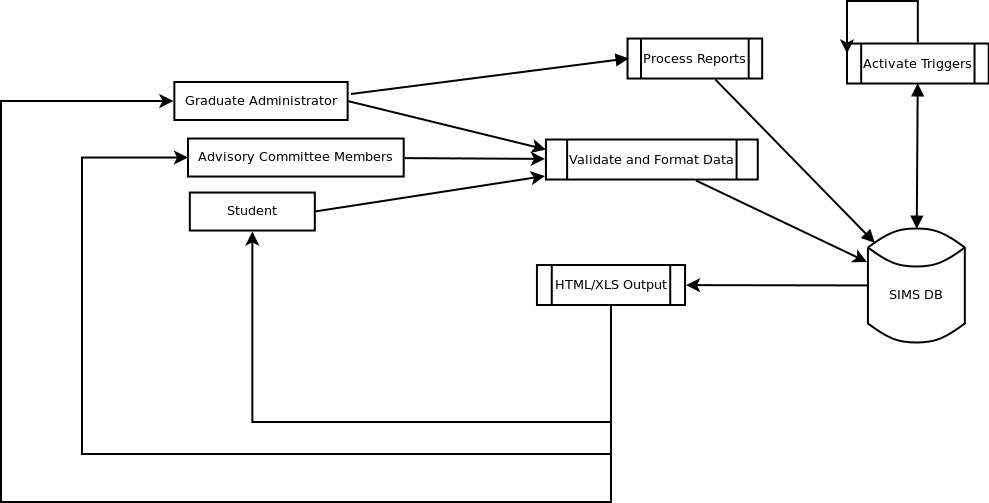 Process Reports
Activate Triggers
Graduate Administrator
Advisory Committee Members
Validate and Format Data
Student
HTML/XLS Output
SIMS DB